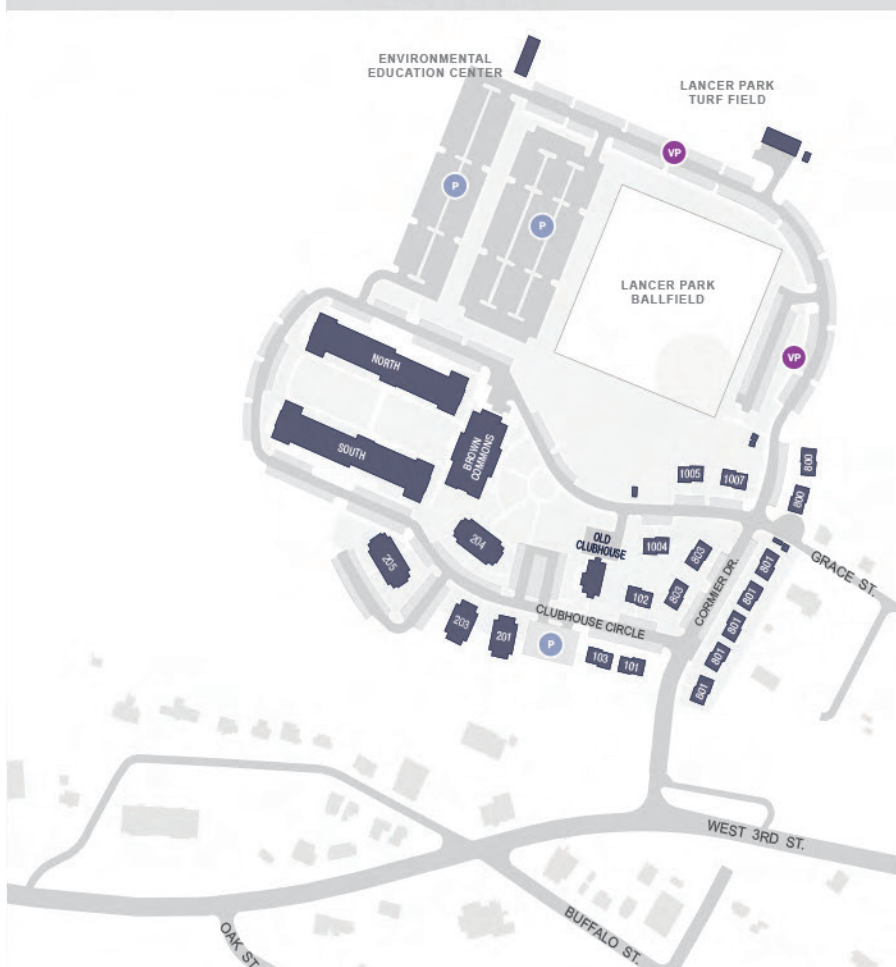 ENVIRONMENTAL
EDUCATION CENTER
LANCER PARK
TURF FIELD
VP
P
P
LANCER PARK
BALLFIELD
VP
NORTH
SOUTH
BROWN
COMMONS
800
1005
1007
800
OLD
CLUBHOUSE
204
205
1004
803
801
GRACE ST.
CORMIER DR.
102
803
801
CLUBHOUSE CIRCLE
203
201
P
801
103
101
801
801
WEST 3RD ST.
BUFFALO ST.
OAK ST.